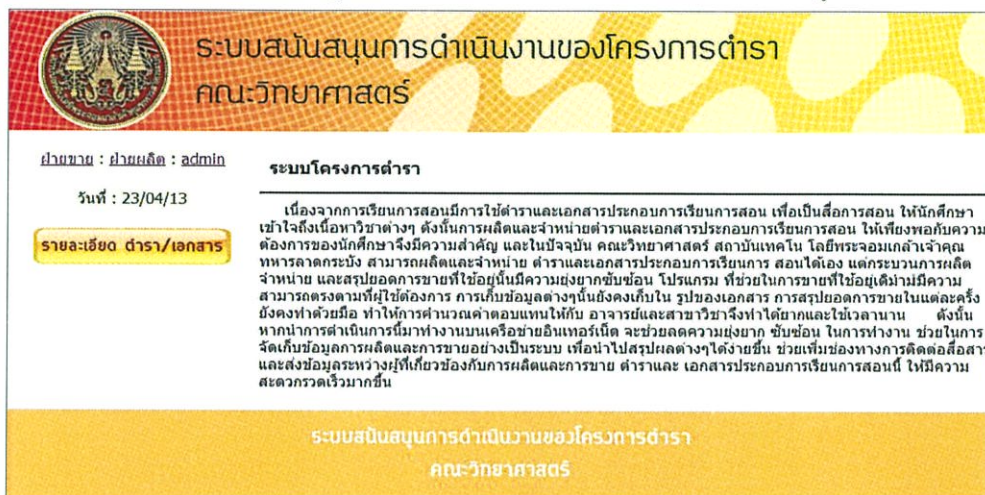 ระบบสนันสนุนการดำเนินงานของโครงการตำรา
คณะวิทยาศาสตร์
ฝ่ายขาย : ฝ่ายผลิต : admin
วันที่ : 23/04/13
รายละเอียด ตำรา/เอกสาร
ระบบโครงการตำรา
เนื่องจากการเรียนการสอนมีการใช้ตำราและเอกสารประกอบการเรียนการสอน เพื่อเป็นสื่อการสอน ให้นักศึกษา
เข้าใจถึงเนื้อหาวิชาต่างๆ ดังนั้นการผลิตและจำหน่ายตำราและเอกสารประกอบการเรียนการสอน ให้เพียงพอกับความ
ต้องการของนักศึกษาจึงมีความสำคัญ และในปัจจุบัน คณะวิทยาศาสตร์ สถาบันเทคโน โลยีพระจอมเกล้าเจ้าคุณ
ทหารลาดกระบัง สามารถผลิตและจำหน่าย ตำราและเอกสารประกอบการเรียนการ สอนได้เอง แต่กระบวนการผลิต
จำหน่าย และสรุปยอดการขายที่ใช้อยู่นั้นมีความยุ่งยากซับซ้อน โปรแกรม ที่ช่วยในการขายที่ใช้อยู่เดิม่ามีความ
สามารถตรงตามที่ผู้ใช้ต้องการ การเก็บข้อมูลต่างๆนั้นยังคงเก็บใน รูปของเอกสาร การสรุปยอดการขายในแต่ละครั้ง
ยังคงทำด้วยมือ ทำให้การคำนวณค่าตอบแทนให้กับ อาจารย์และสาขาวิชาจึงทำได้ยากและใช้เวลานาน ดังนั้น
หากนำการดำเนินการนี้มาทำงานบนเครือข่ายอินเทอร์เน็ต จะช่วยลดความยุ่งยาก ซับซ้อน ในการทำงาน ช่วยในการ
จัดเก็บข้อมูลการผลิตและการขายอย่างเป็นระบบ เพื่อนำไปสรุปผลต่างๆได้ง่ายขึ้น ช่วยเพิ่มช่องทางการติดต่อสื่อสาร
และส่งข้อมูลระหว่างผู้ที่เกี่ยวข้องกับการผลิตและการขาย ตำราและ เอกสารประกอบการเรียนการสอนนี้ ให้มีความ
สะดวกรวดเร็วมากขึ้น
ระบบสนันสนุนการดำเนินงานของโครงการตำรา
คณะวิทยาศาสตร์